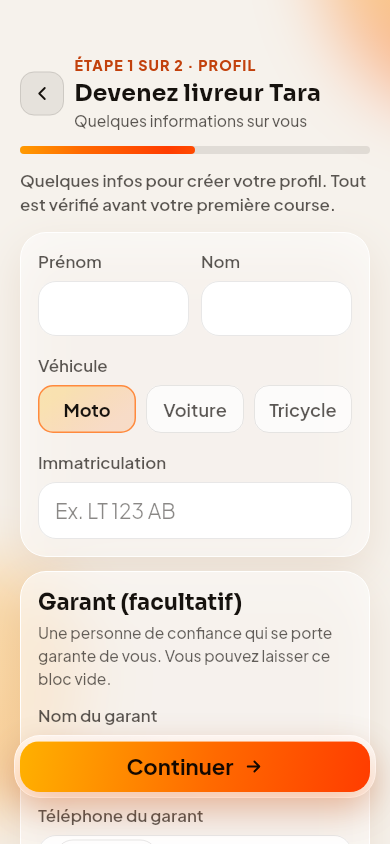 ÉTAPE 1 SUR 2 · PROFIL
Devenez livreur Tara
Quelques informations sur vous
Quelques infos pour créer votre profil. Tout
est vérifié avant votre première course.
Prénom
Nom
Véhicule
Moto
Voiture
Tricycle
Immatriculation
Ex. LT 123 AB
Garant (facultatif)
Une personne de confiance qui se porte
garante de vous. Vous pouvez laisser ce
bloc vide.
Nom du garant
Continuer →
Téléphone du garant